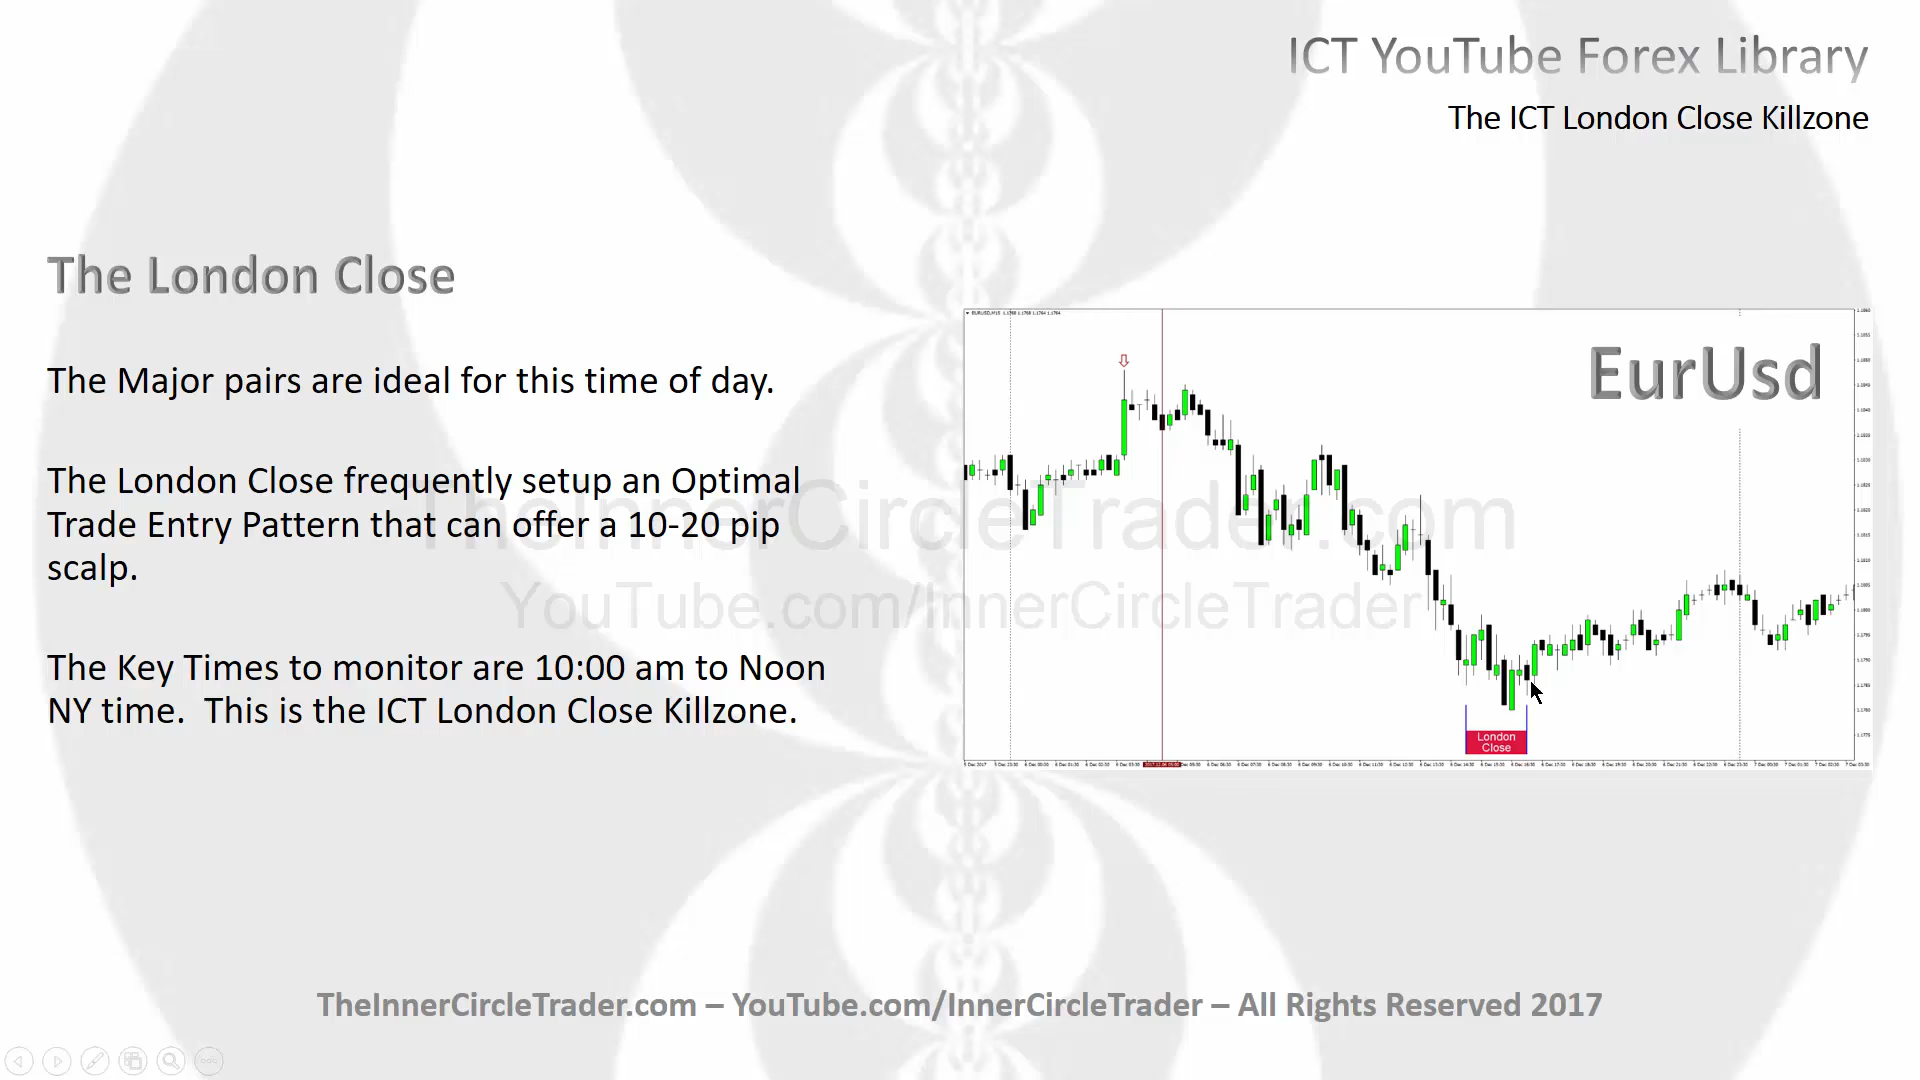 ICT YouTube Forex Library
The ICT London Close Killzone
The London Close
The Major pairs are ideal for this time of day.
The London Close frequently setup an Optimal
Trade Entry Pattern that can offer a 10-20 pip
scalp.
The Key Times to monitor are 10:00 am to Noon
NY time.  This is the ICT London Close Killzone.
EurUsd
London
Close
TheInnerCircleTrader.com
YouTube.com/InnerCircleTrader
TheInnerCircleTrader.com – YouTube.com/InnerCircleTrader – All Rights Reserved 2017